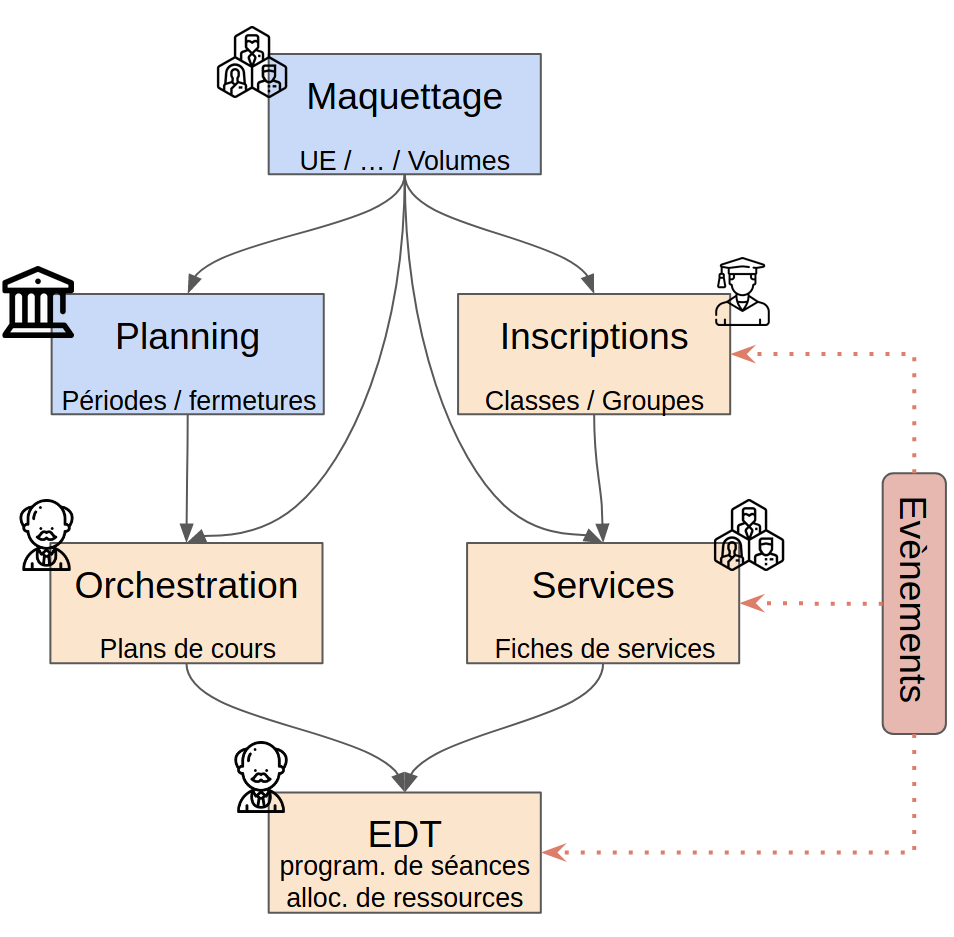 Maquettage
UE / … / Volumes
Planning
Périodes / fermetures
Inscriptions
Classes / Groupes
Orchestration
Plans de cours
Services
Fiches de services
Evènements
EDT
program. de séances
alloc. de ressources